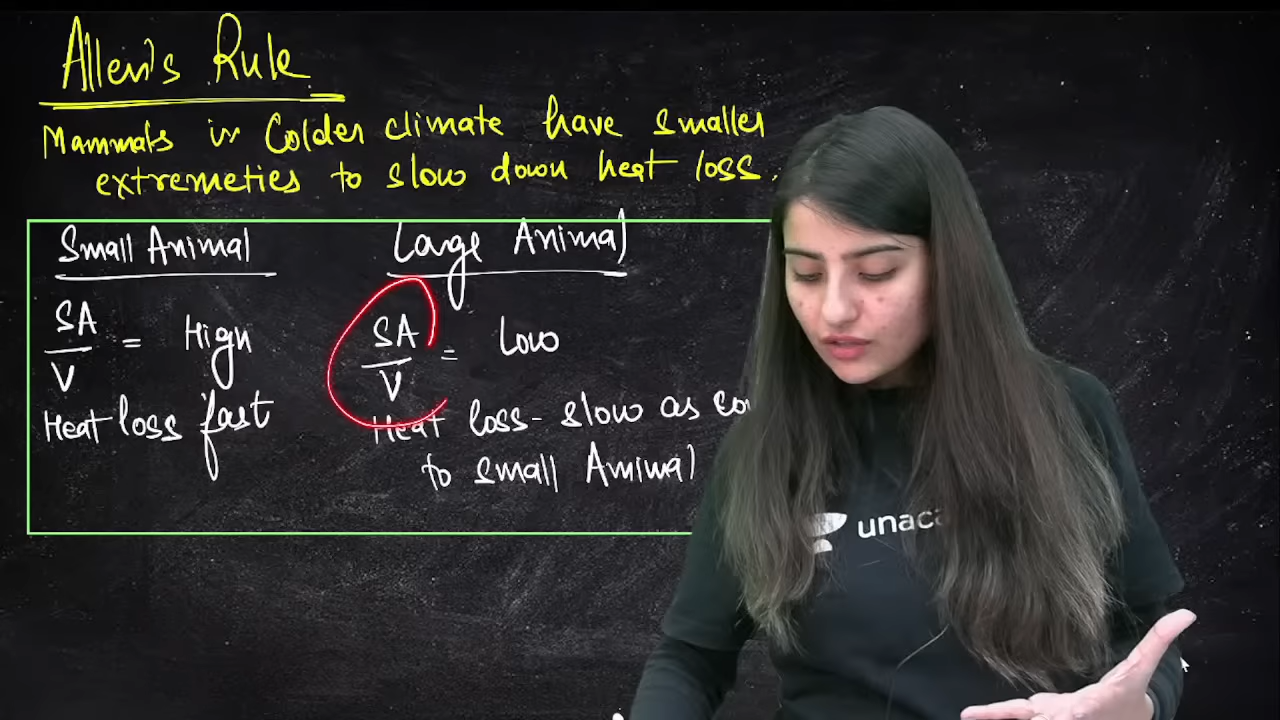 Allen's Rule
Mammals in Colder climate have smaller
extremeties to slow down heat loss.
Small Animal
Large Animal
SA
V
= High
Heat loss fast
SA
V
= Low
Heat loss - slow as
to small Animal
unac